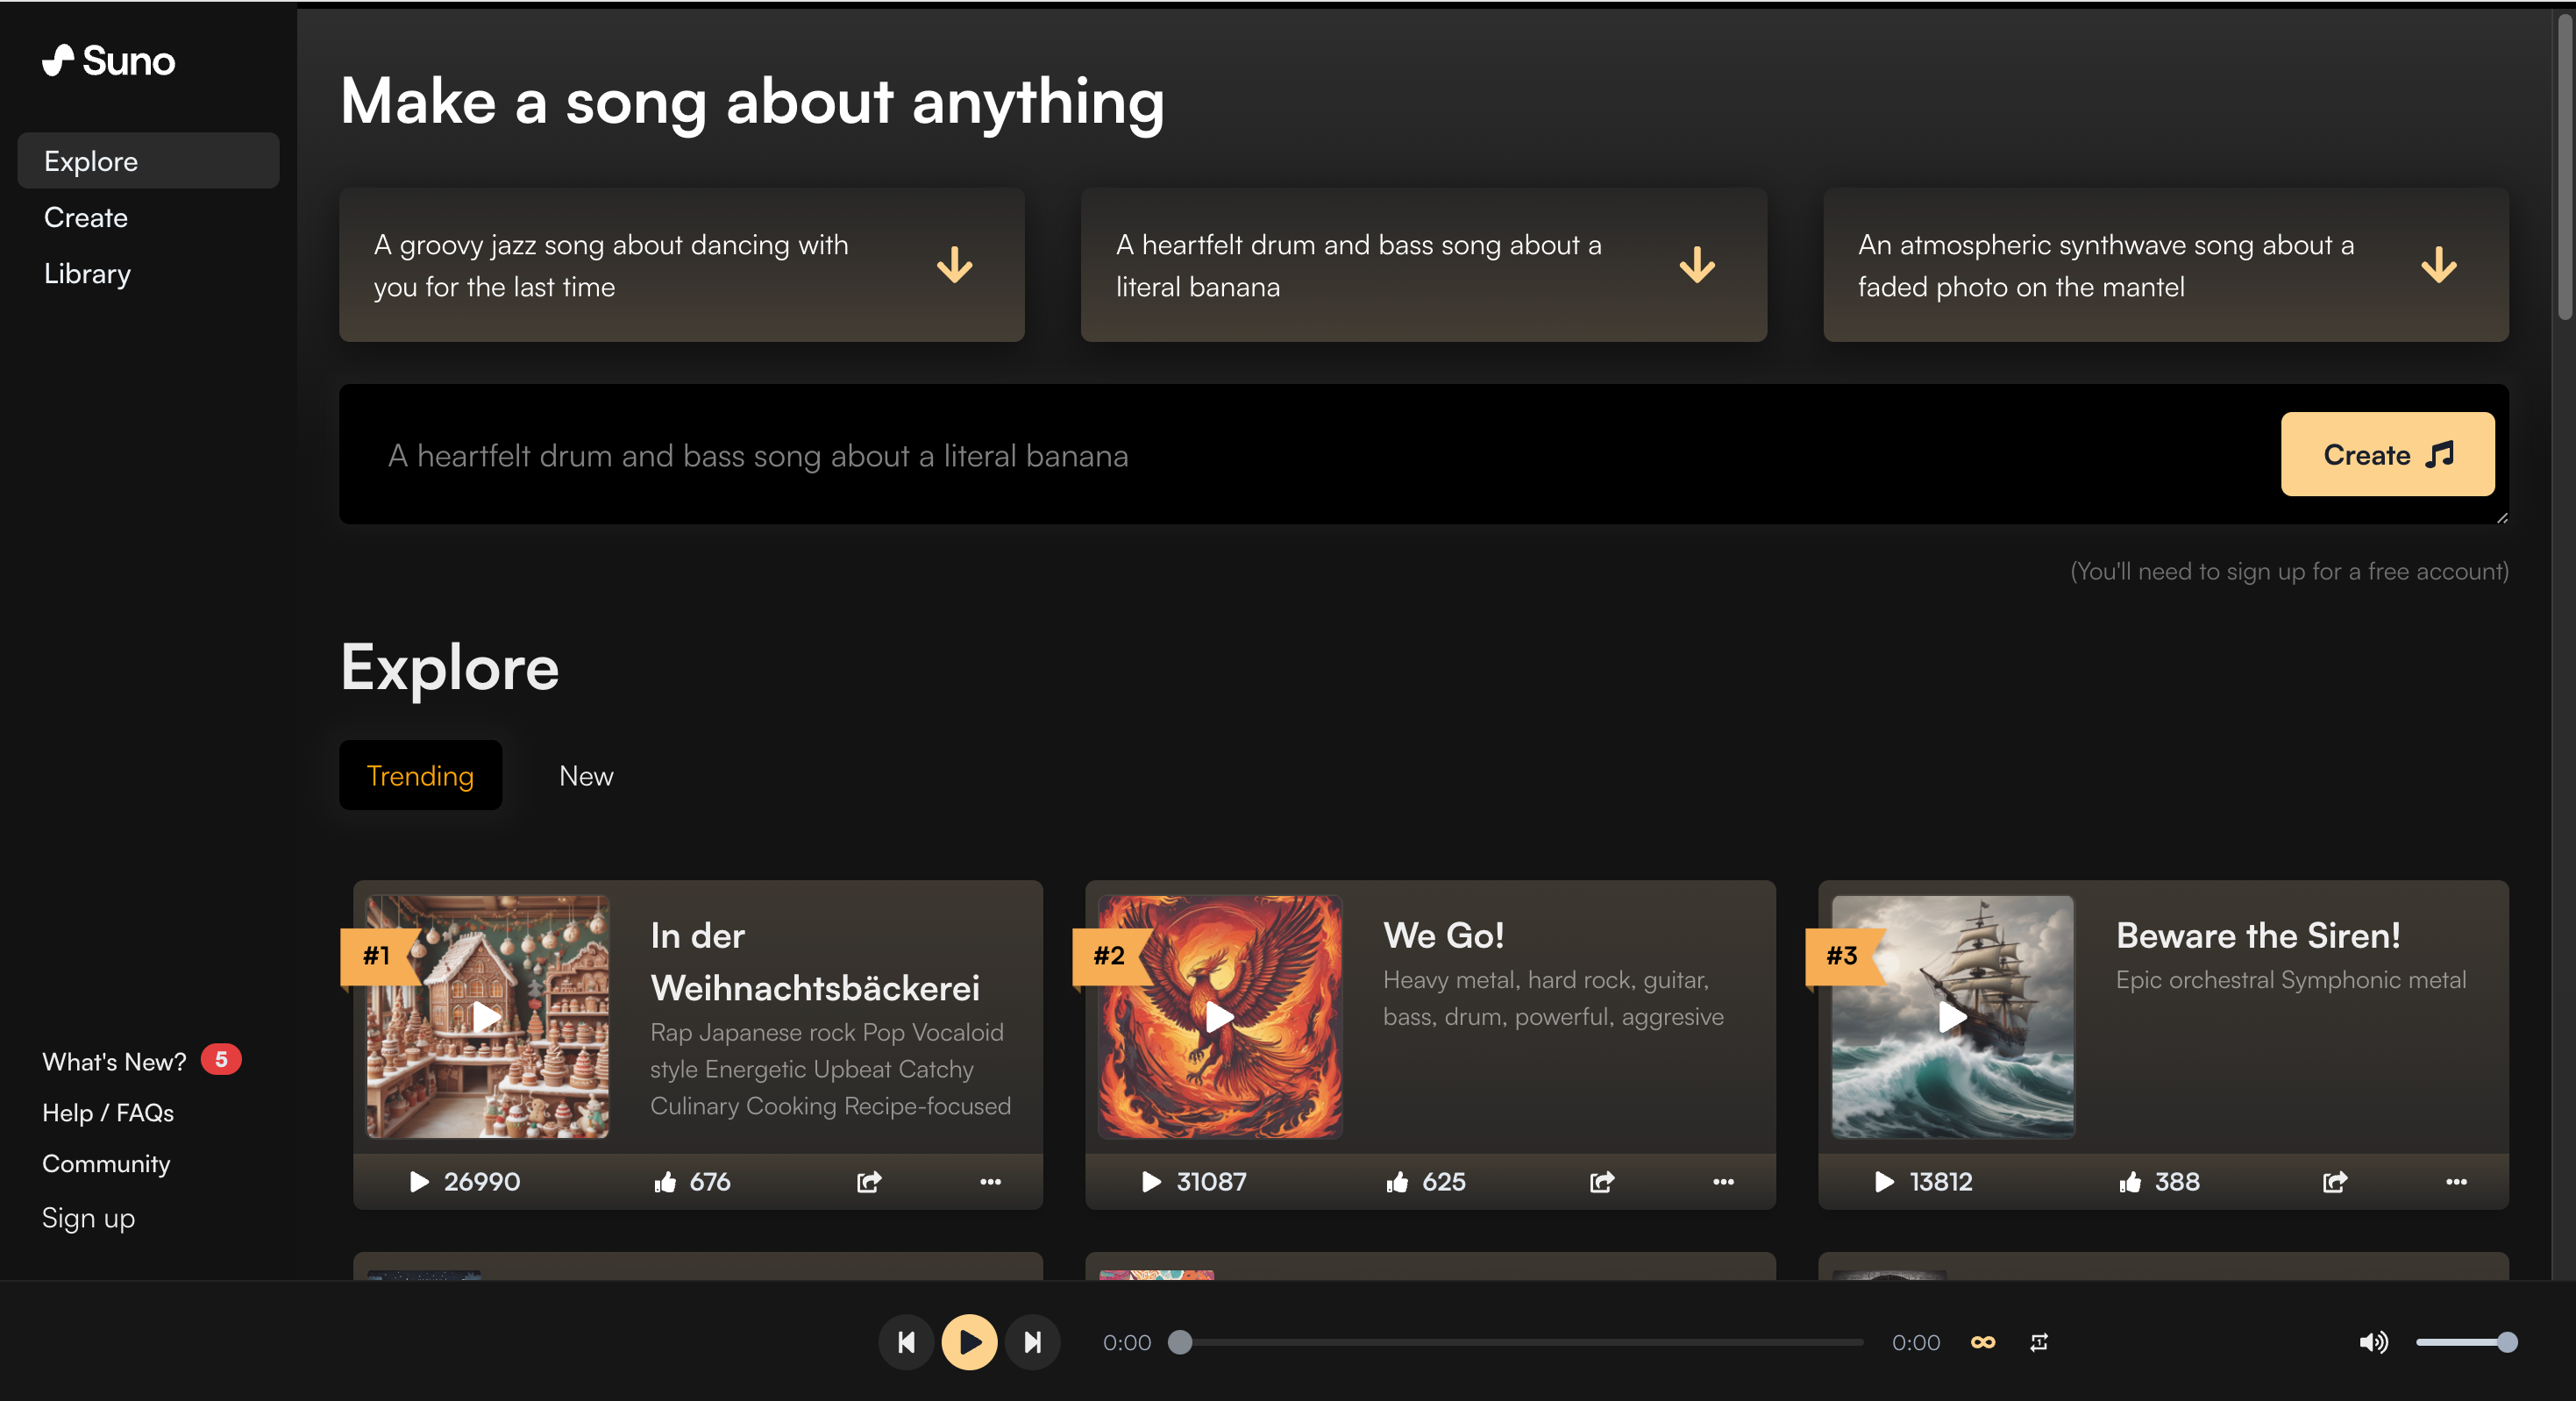 Suno
Explore
Create
Library
What's New? 5
Help / FAQs
Community
Sign up
Make a song about anything
A groovy jazz song about dancing with
you for the last time
A heartfelt drum and bass song about a
literal banana
An atmospheric synthwave song about a
faded photo on the mantel
A heartfelt drum and bass song about a literal banana
Create
(You'll need to sign up for a free account)
Explore
Trending
New
#1
In der
Weihnachtsbäckerei
Rap Japanese rock Pop Vocaloid
style Energetic Upbeat Catchy
Culinary Cooking Recipe-focused
26990
676
#2
We Go!
Heavy metal, hard rock, guitar,
bass, drum, powerful, aggresive
31087
625
#3
Beware the Siren!
Epic orchestral Symphonic metal
13812
388
0:00
0:00